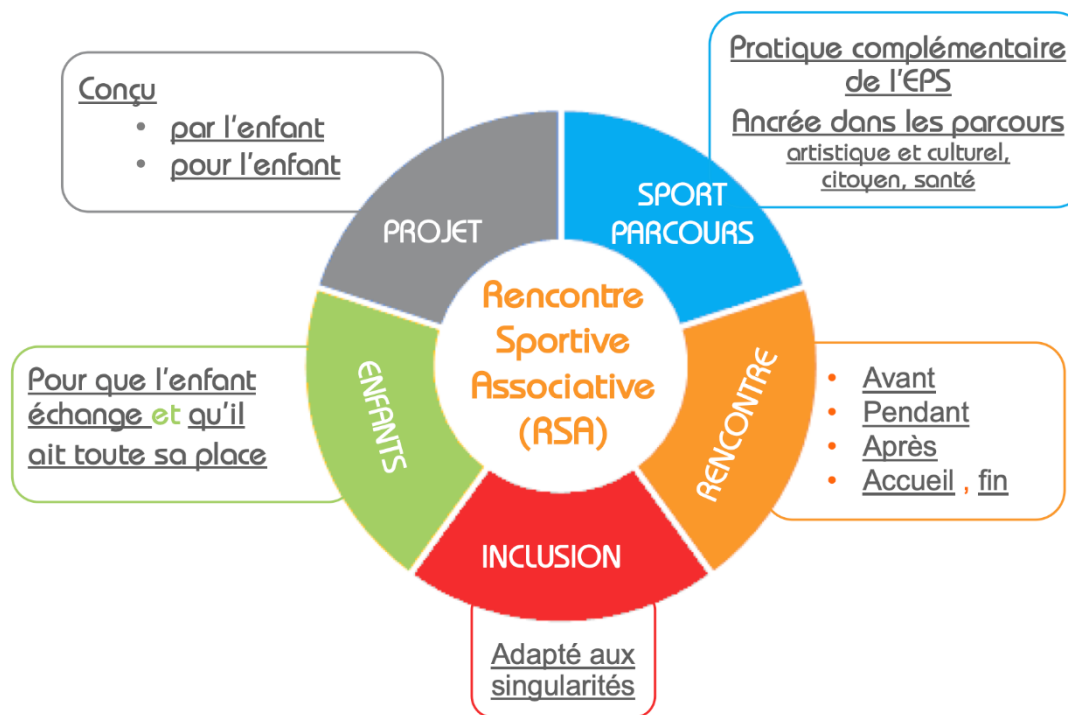 Conçu
• par l'enfant
• pour l'enfant
Pratique complémentaire
de l'EPS
Ancrée dans les parcours
artistique et culturel,
citoyen, santé
PROJET
SPORT
PARCOURS
Rencontre
Sportive
Associative
(RSA)
ENFANTS
RENCONTRE
INCLUSION
Pour que l'enfant
échange et qu'il
ait toute sa place
• Avant
• Pendant
• Après
• Accueil , fin
Adapté aux
singularités